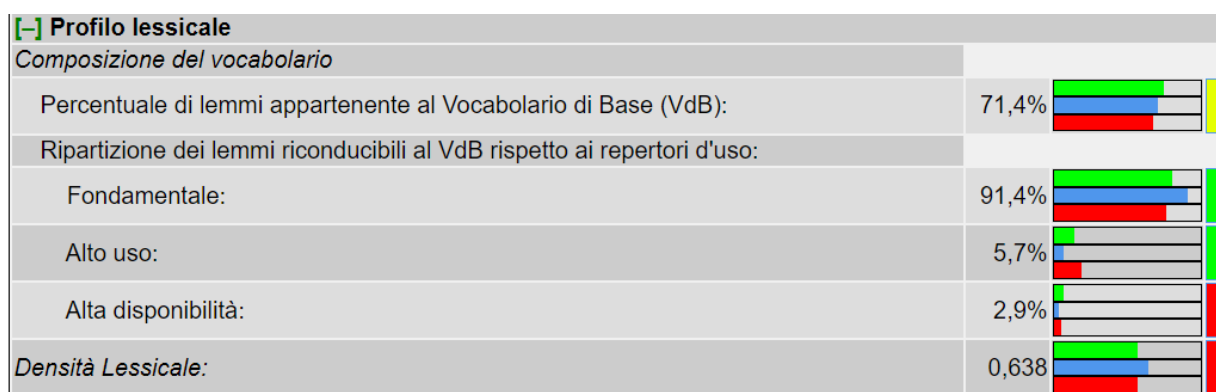 [–] Profilo lessicale
Composizione del vocabolario
Percentuale di lemmi appartenente al Vocabolario di Base (VdB): 71,4%
Ripartizione dei lemmi riconducibili al VdB rispetto ai repertori d'uso:
Fondamentale: 91,4%
Alto uso: 5,7%
Alta disponibilità: 2,9%
Densità Lessicale: 0,638